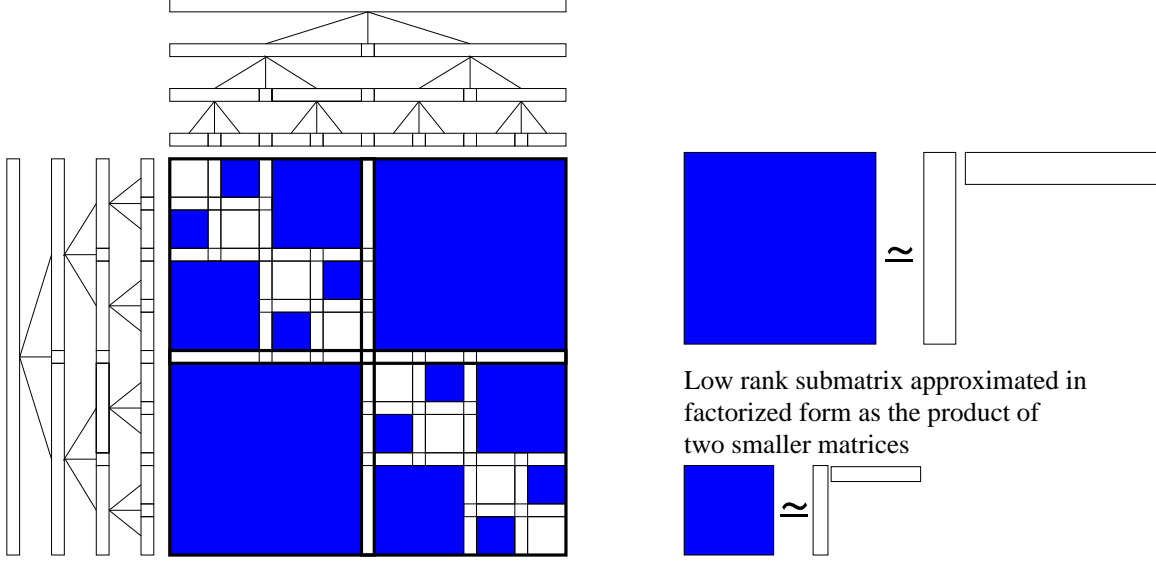 ≃
Low rank submatrix approximated in
factorized form as the product of
two smaller matrices
≃